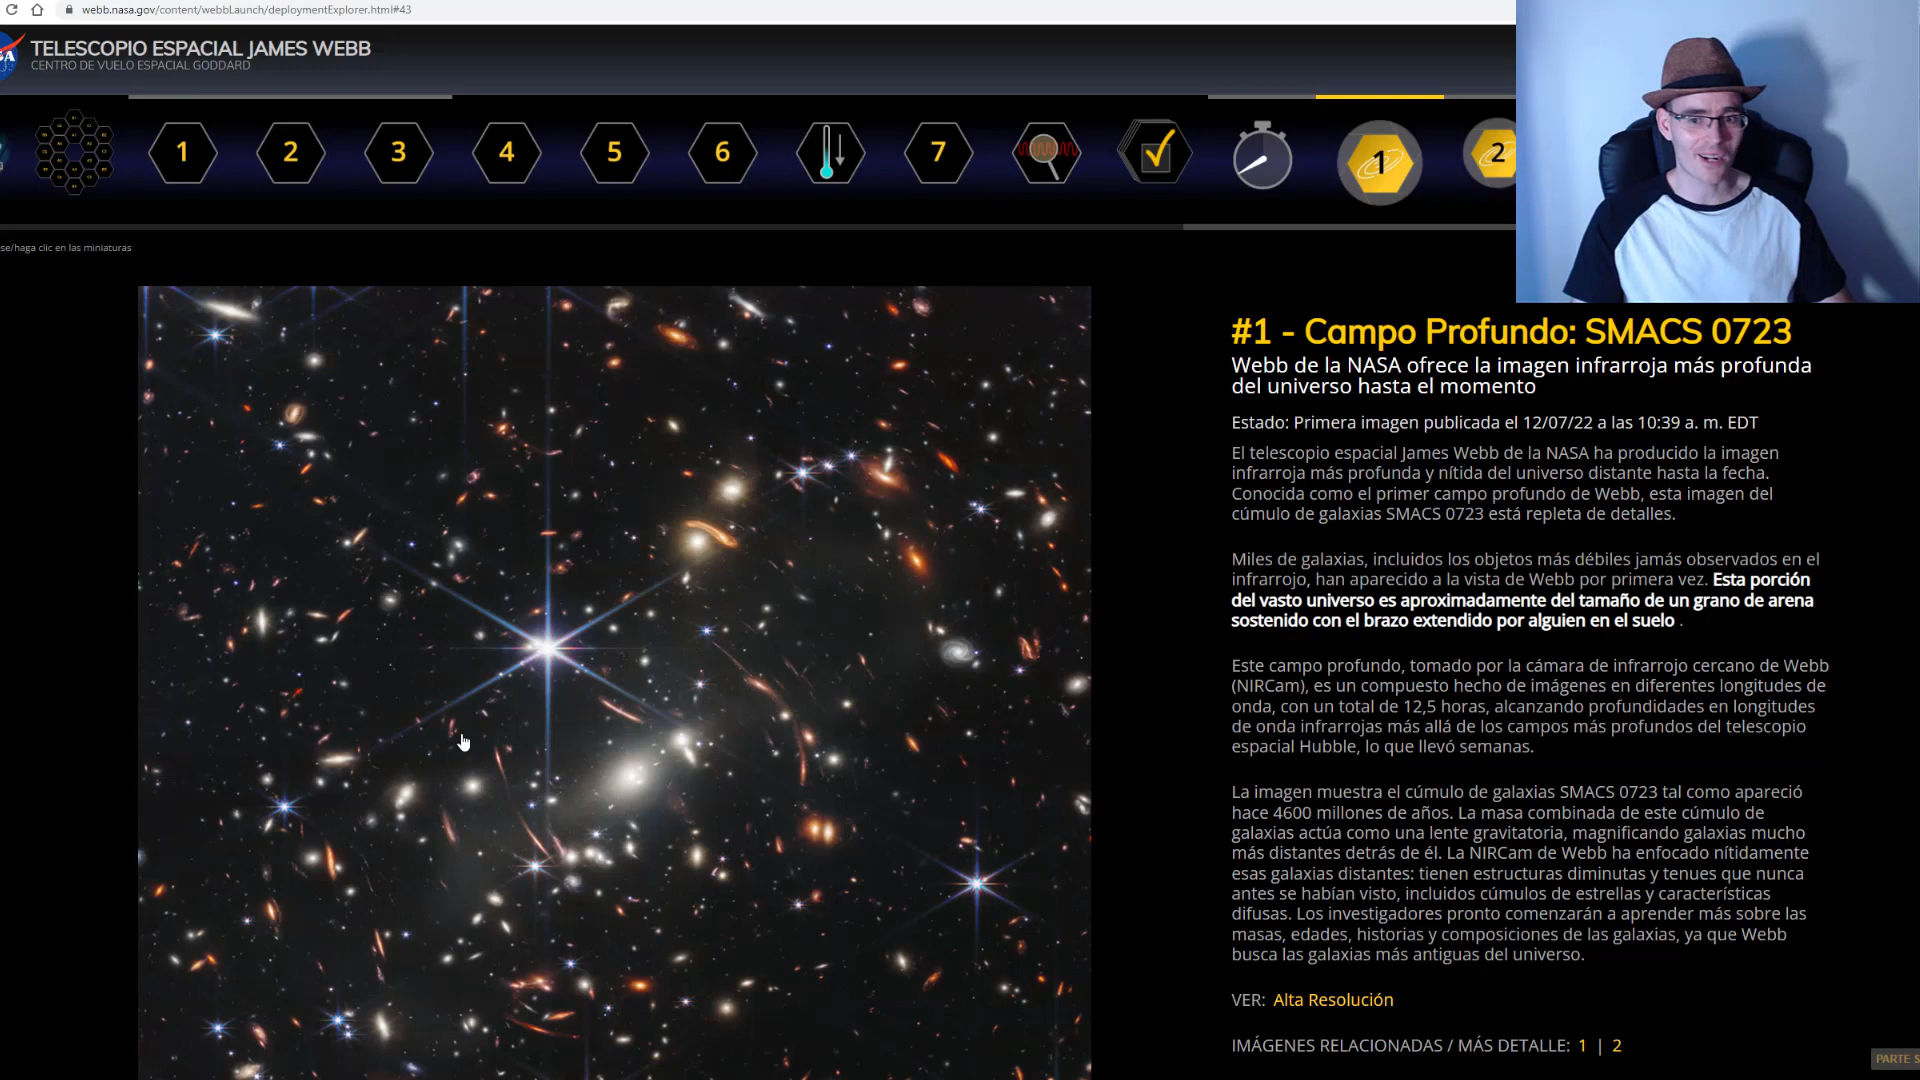 webb.nasa.gov/content/webbLaunch/deploymentExplorer.html#43
TELESCOPIO ESPACIAL JAMES WEBB
CENTRO DE VUELO ESPACIAL GODDARD
1 2 3 4 5 6 7 1 2
se/haga clic en las miniaturas
#1 - Campo Profundo: SMACS 0723
Webb de la NASA ofrece la imagen infrarroja más profunda
del universo hasta el momento
Estado: Primera imagen publicada el 12/07/22 a las 10:39 a. m. EDT
El telescopio espacial James Webb de la NASA ha producido la imagen
infrarroja más profunda y nítida del universo distante hasta la fecha.
Conocida como el primer campo profundo de Webb, esta imagen del
cúmulo de galaxias SMACS 0723 está repleta de detalles.
Miles de galaxias, incluidos los objetos más débiles jamás observados en el
infrarrojo, han aparecido a la vista de Webb por primera vez. Esta porción
del vasto universo es aproximadamente del tamaño de un grano de arena
sostenido con el brazo extendido por alguien en el suelo .
Este campo profundo, tomado por la cámara de infrarrojo cercano de Webb
(NIRCam), es un compuesto hecho de imágenes en diferentes longitudes de
onda, con un total de 12,5 horas, alcanzando profundidades en longitudes
de onda infrarrojas más allá de los campos más profundos del telescopio
espacial Hubble, lo que llevó semanas.
La imagen muestra el cúmulo de galaxias SMACS 0723 tal como apareció
hace 4600 millones de años. La masa combinada de este cúmulo de
galaxias actúa como una lente gravitatoria, magnificando galaxias mucho
más distantes detrás de él. La NIRCam de Webb ha enfocado nítidamente
esas galaxias distantes: tienen estructuras diminutas y tenues que nunca
antes se habían visto, incluidos cúmulos de estrellas y características
difusas. Los investigadores pronto comenzarán a aprender más sobre las
masas, edades, historias y composiciones de las galaxias, ya que Webb
busca las galaxias más antiguas del universo.
VER: Alta Resolución
IMÁGENES RELACIONADAS / MÁS DETALLE: 1 | 2
PARTE S